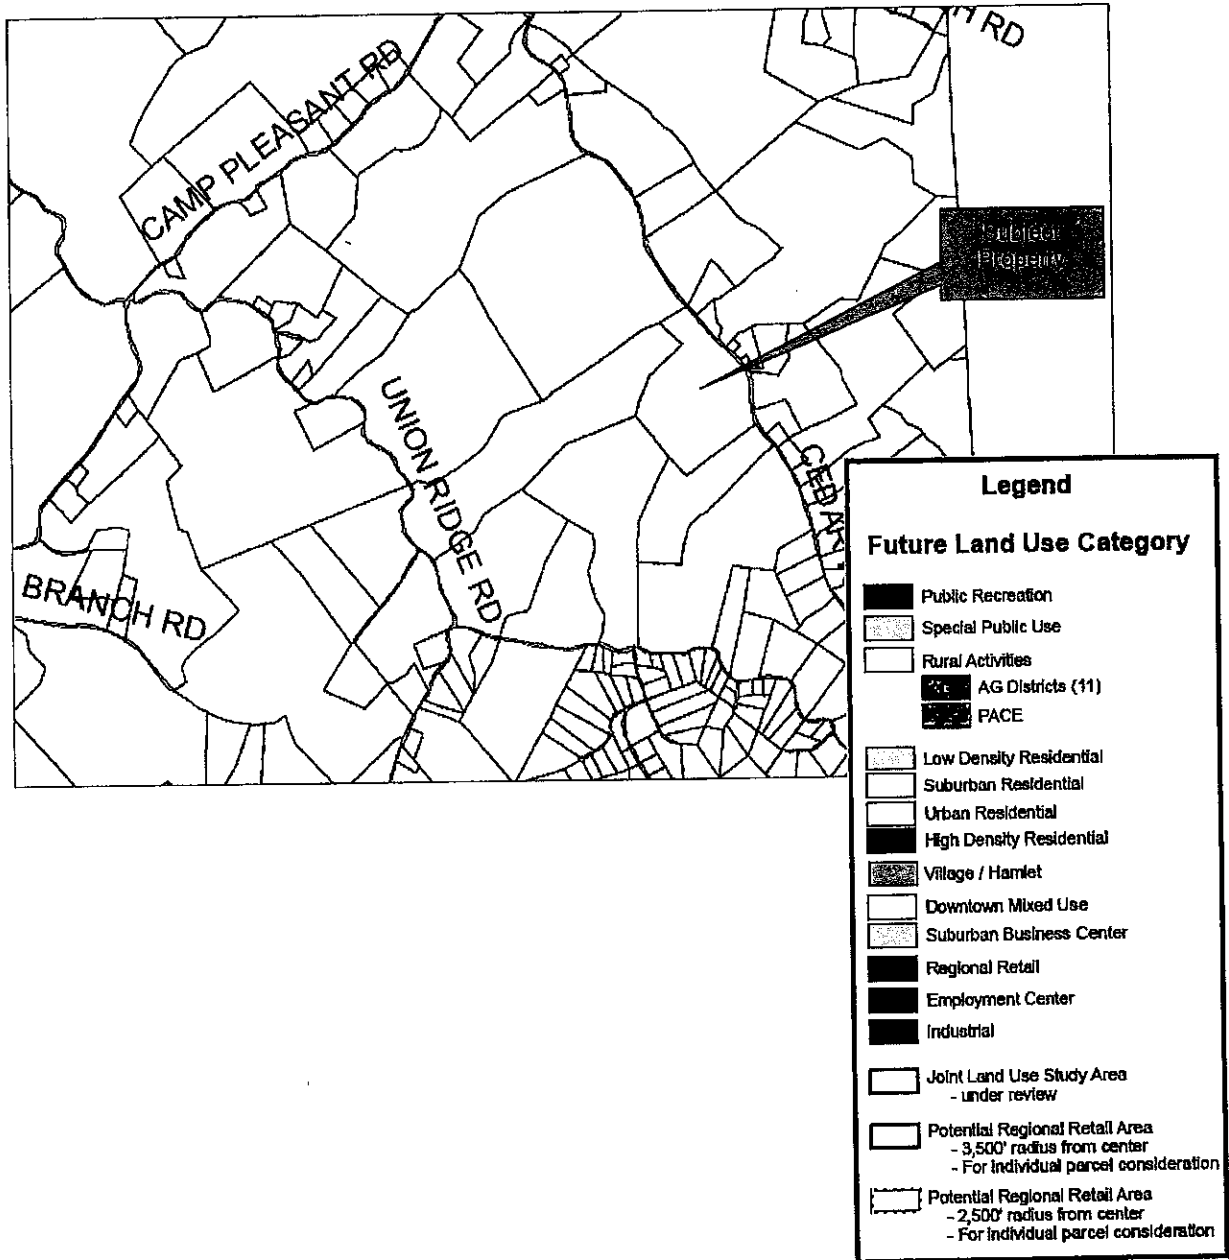 CAMP PLEASANT RD
RD
Subject
Property
UNION RIDGE RD
BRANCH RD
Legend
Future Land Use Category
Public Recreation
Special Public Use
Rural Activities
AG Districts (11)
PACE
Low Density Residential
Suburban Residential
Urban Residential
High Density Residential
Village / Hamlet
Downtown Mixed Use
Suburban Business Center
Regional Retail
Employment Center
Industrial
Joint Land Use Study Area
- under review
Potential Regional Retail Area
- 3,500' radius from center
- For individual parcel consideration
Potential Regional Retail Area
- 2,500' radius from center
- For individual parcel consideration